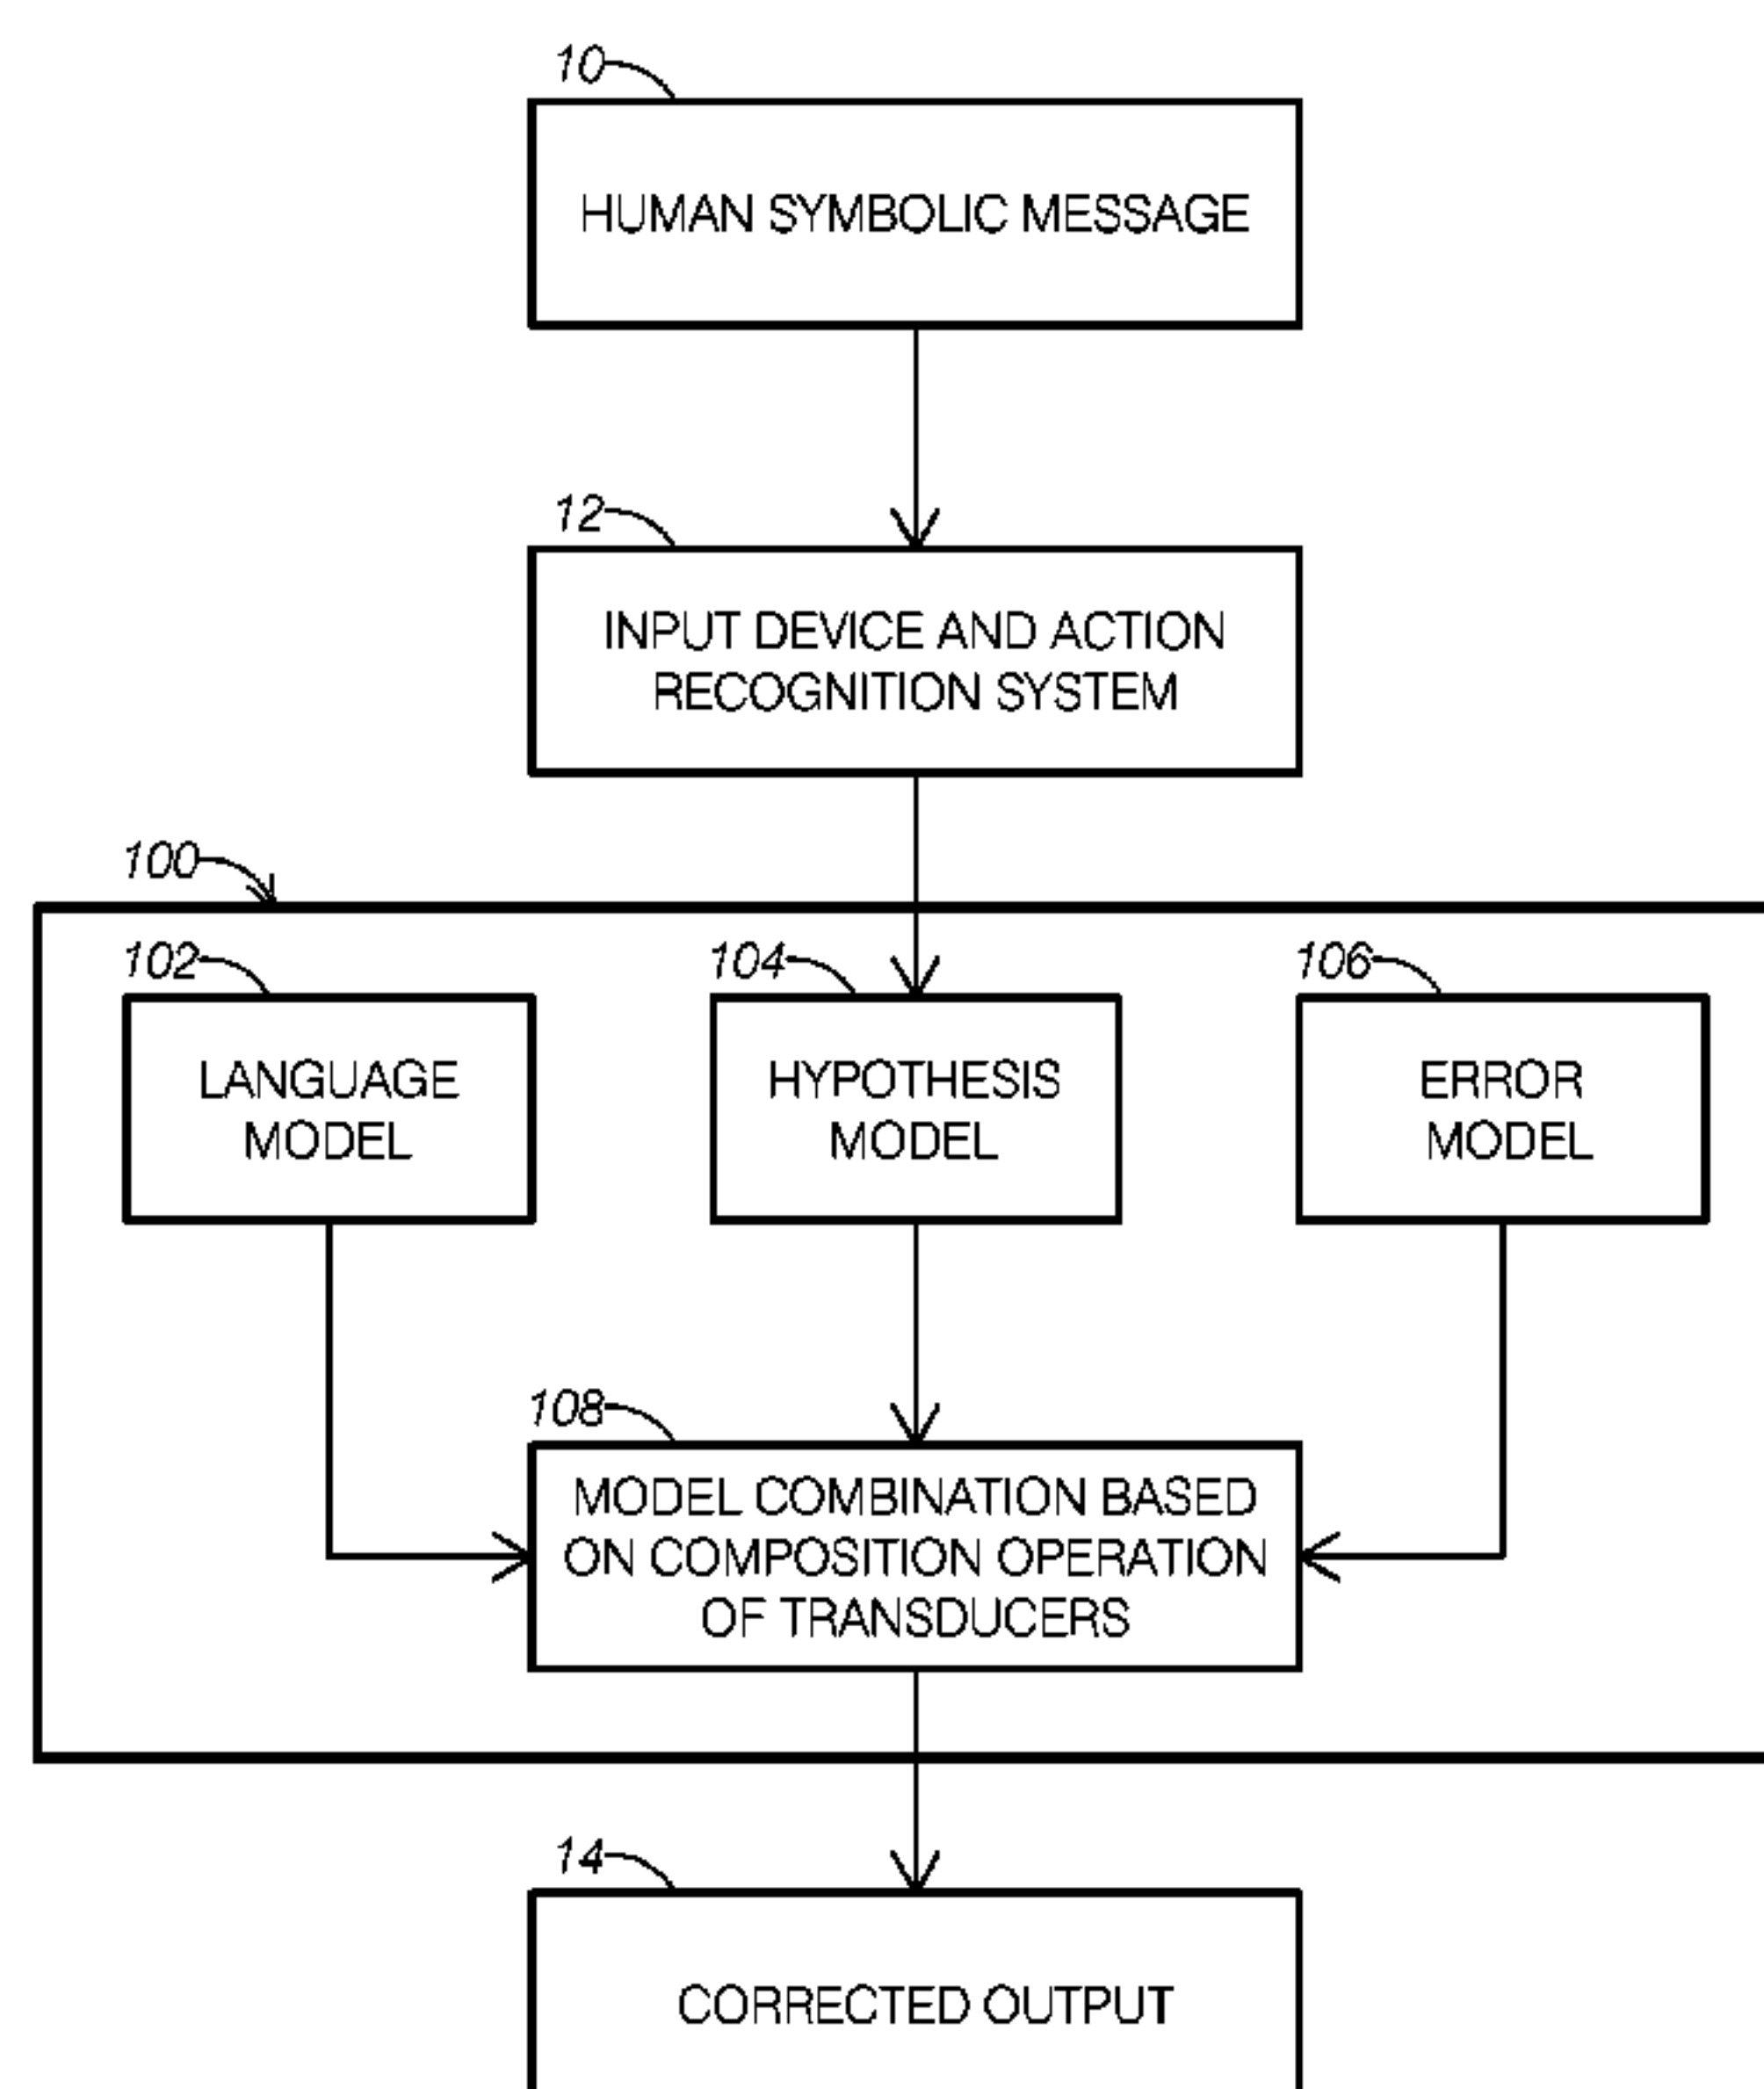 10
HUMAN SYMBOLIC MESSAGE
12
INPUT DEVICE AND ACTION
RECOGNITION SYSTEM
100
102
LANGUAGE
MODEL
104
HYPOTHESIS
MODEL
106
ERROR
MODEL
108
MODEL COMBINATION BASED
ON COMPOSITION OPERATION
OF TRANSDUCERS
14
CORRECTED OUTPUT